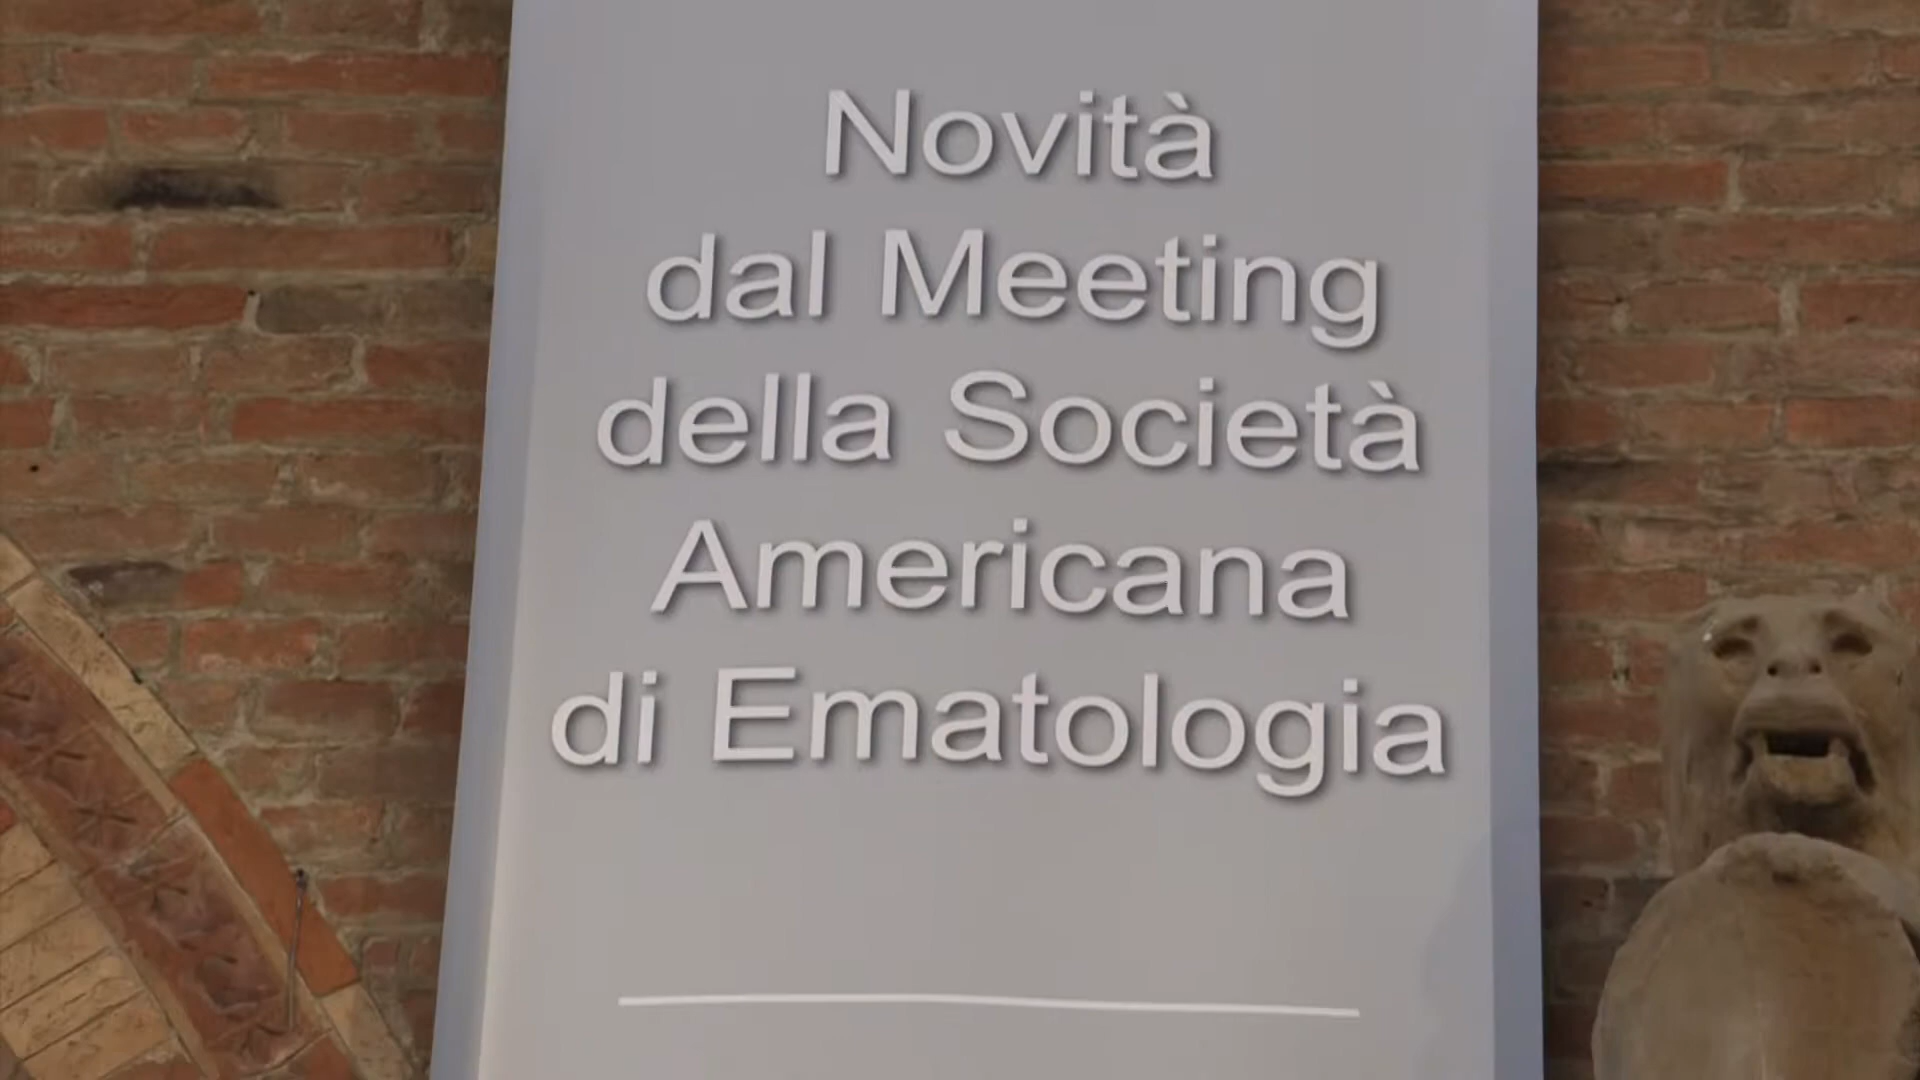 Novità
dal Meeting
della Società
Americana
di Ematologia